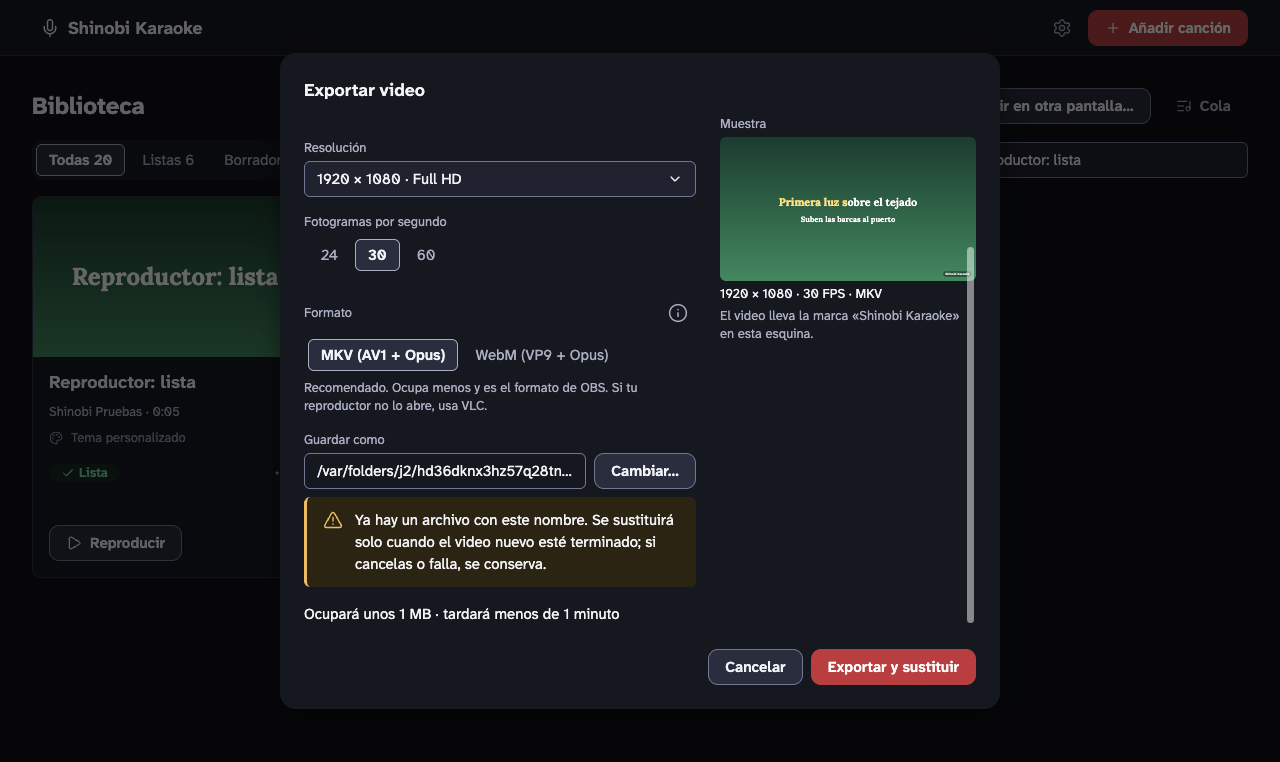 Shinobi Karaoke
Añadir canción
Biblioteca
ir en otra pantalla...
Cola
Todas 20
Listas 6
Borrador
oductor: lista
Reproductor: lista
Reproductor: lista
Shinobi Pruebas · 0:05
Tema personalizado
Lista
Reproducir
Exportar video
Resolución
1920 × 1080 · Full HD
Fotogramas por segundo
24
30
60
Formato
MKV (AV1 + Opus)
WebM (VP9 + Opus)
Recomendado. Ocupa menos y es el formato de OBS. Si tu
reproductor no lo abre, usa VLC.
Guardar como
/var/folders/j2/hd36dknx3hz57q28tn...
Cambiar...
Ya hay un archivo con este nombre. Se sustituirá
solo cuando el video nuevo esté terminado; si
cancelas o falla, se conserva.
Ocupará unos 1 MB · tardará menos de 1 minuto
Muestra
Primera luz sobre el tejado
Suben las barcas al puerto
Shinobi Karaoke
1920 × 1080 · 30 FPS · MKV
El video lleva la marca «Shinobi Karaoke»
en esta esquina.
Cancelar
Exportar y sustituir